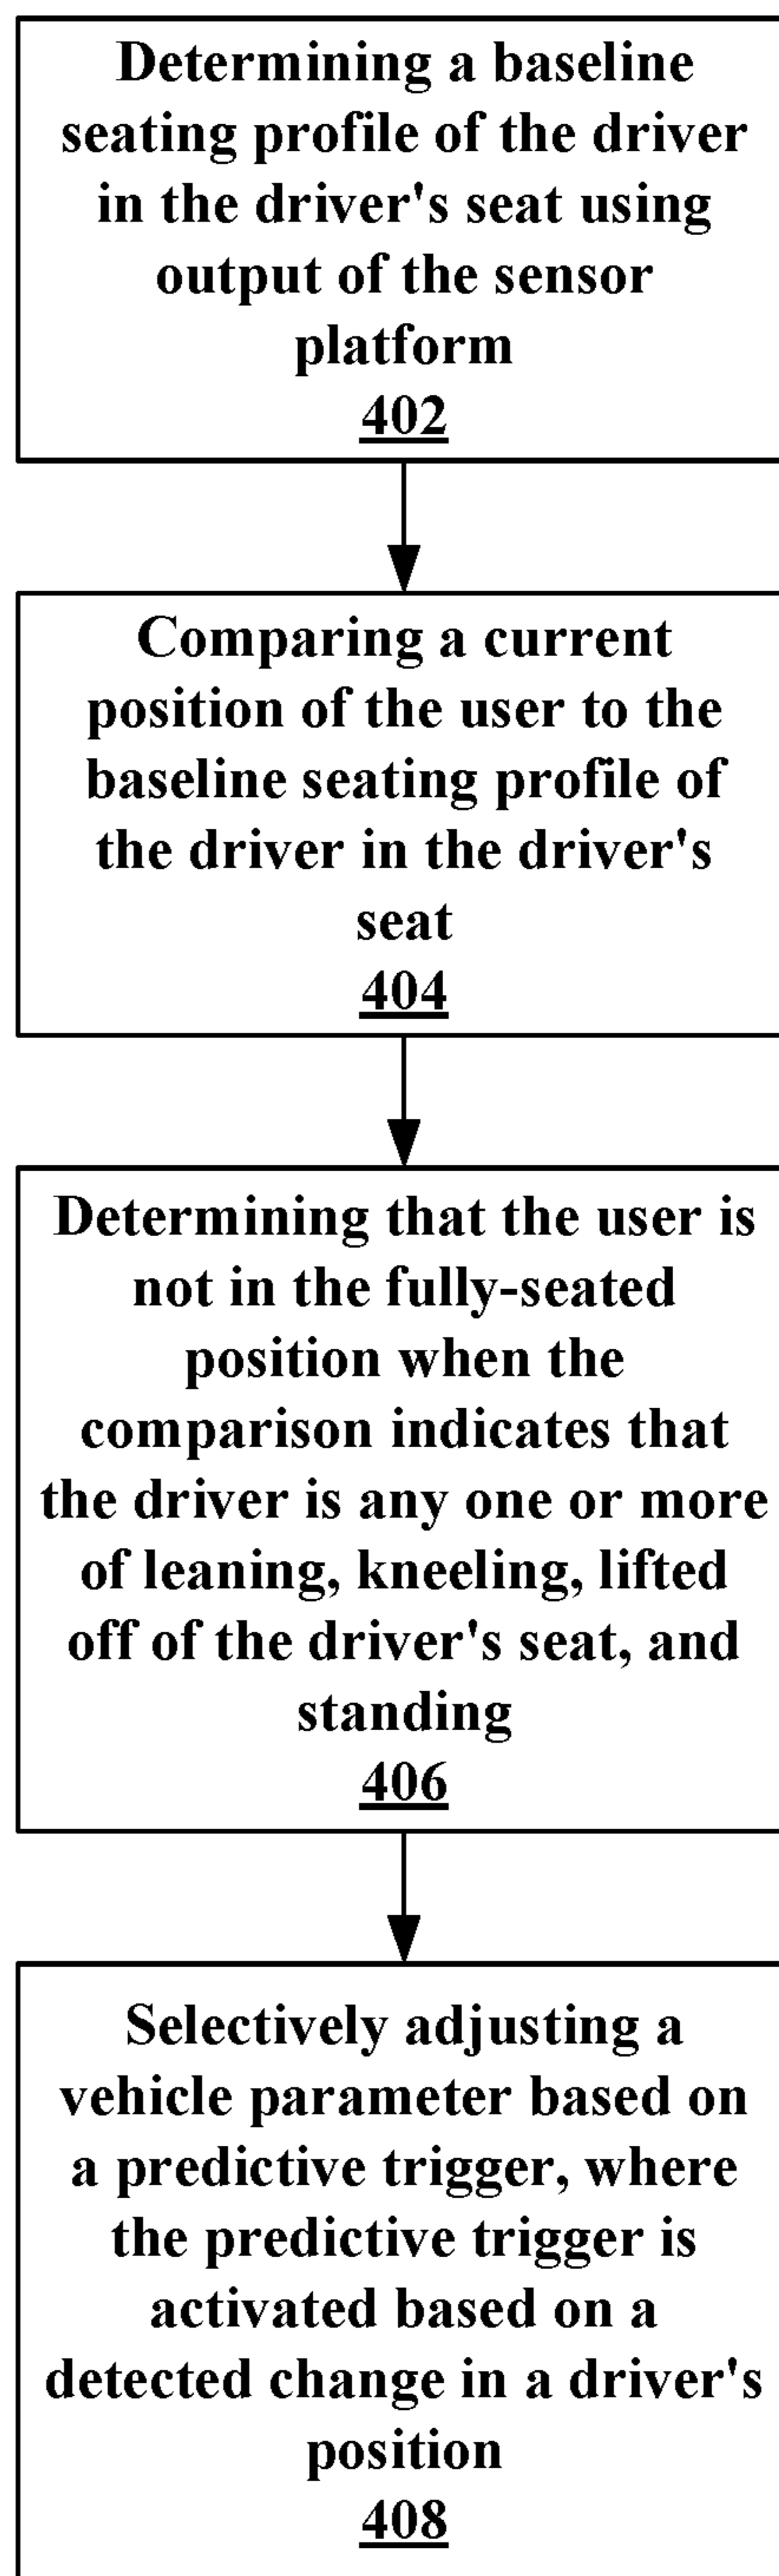 Determining a baseline
seating profile of the driver
in the driver's seat using
output of the sensor
platform
402
Comparing a current
position of the user to the
baseline seating profile of
the driver in the driver's
seat
404
Determining that the user is
not in the fully-seated
position when the
comparison indicates that
the driver is any one or more
of leaning, kneeling, lifted
off of the driver's seat, and
standing
406
Selectively adjusting a
vehicle parameter based on
a predictive trigger, where
the predictive trigger is
activated based on a
detected change in a driver's
position
408